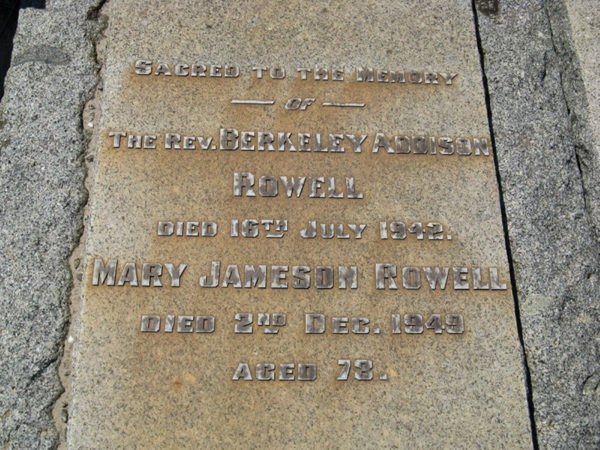 SACRED TO THE MEMORY
— OF —
THE REV. BERKELEY ADDISON
ROWELL
DIED 16TH JULY 1942.
MARY JAMESON ROWELL
DIED 2ND DEC. 1949
AGED 73.